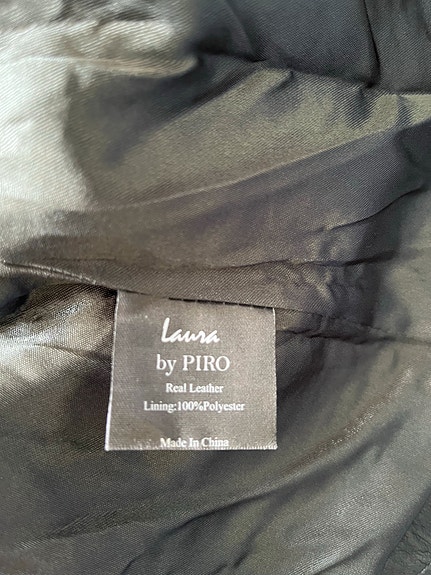 Laura
by PIRO
Real Leather
Lining:100%Polyester
Made In China